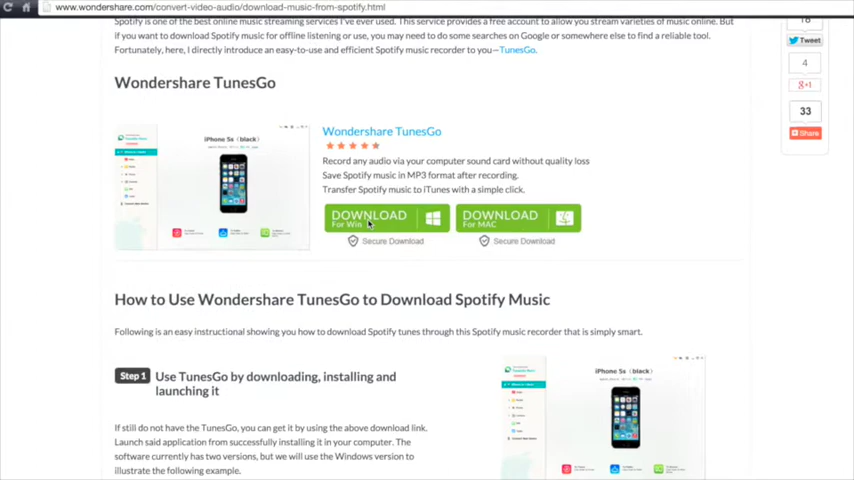 www.wondershare.com/convert-video-audio/download-music-from-spotify.html
Spotify is one of the best online music streaming services I've ever used. This service provides a free account to allow you stream varieties of music online. But
if you want to download Spotify music for offline listening or use, you may need to do some searches on Google or somewhere else to find a reliable tool.
Fortunately, here, I directly introduce an easy-to-use and efficient Spotify music recorder to you—TunesGo.
Tweet
4
g+1
33
Share
Wondershare TunesGo
iPhone 5s (black)
Wondershare TunesGo
Record any audio via your computer sound card without quality loss
Save Spotify music in MP3 format after recording.
Transfer Spotify music to iTunes with a simple click.
DOWNLOAD
For Win
DOWNLOAD
For MAC
Secure Download
Secure Download
How to Use Wondershare TunesGo to Download Spotify Music
Following is an easy instructional showing you how to download Spotify tunes through this Spotify music recorder that is simply smart.
Step 1
Use TunesGo by downloading, installing and
launching it
If still do not have the TunesGo, you can get it by using the above download link.
Launch said application from successfully installing it in your computer. The
software currently has two versions, but we will use the Windows version to
illustrate the following example.
iPhone 5s (black)